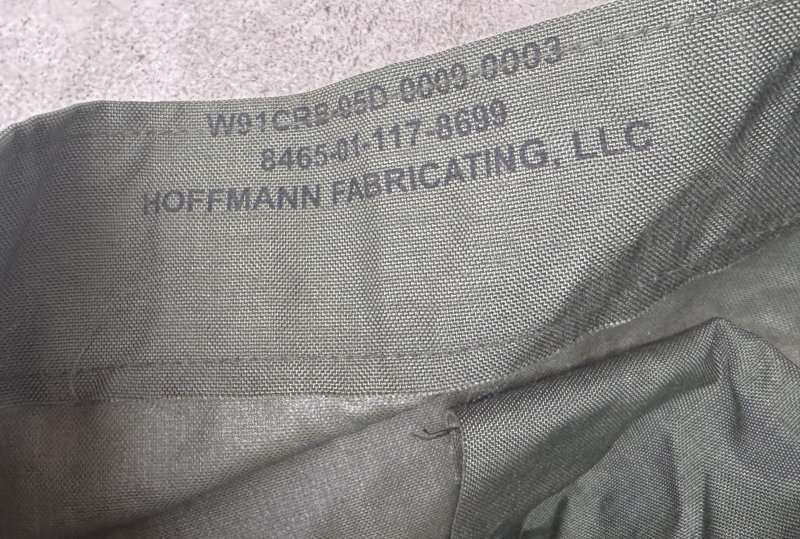 W91CRB-05D-0009-0003
8465-01-117-8699
HOFFMANN FABRICATING, LLC